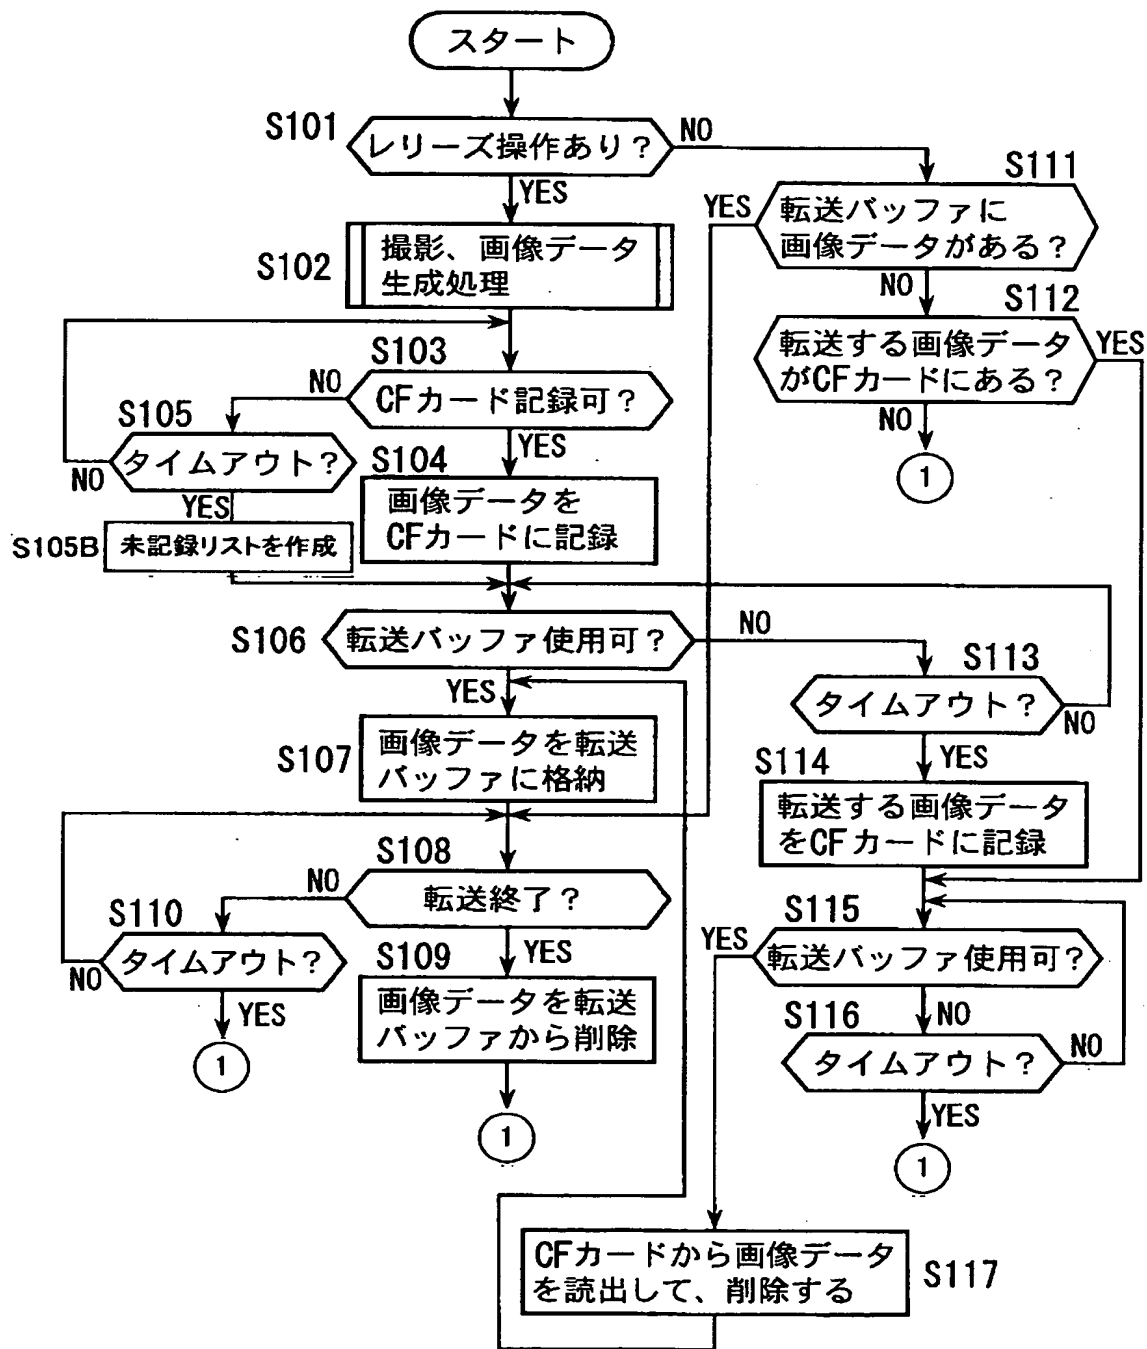 スタート
S101
レリーズ操作あり？
NO
YES
S102
撮影、画像データ
生成処理
S103
CFカード記録可？
NO
YES
S105
タイムアウト？
NO
YES
S105B
未記録リストを作成
S104
画像データを
CFカードに記録
S106
転送バッファ使用可？
NO
YES
S107
画像データを転送
バッファに格納
S108
転送終了？
NO
YES
S110
タイムアウト？
NO
YES
1
S109
画像データを転送
バッファから削除
1
S111
転送バッファに
画像データがある？
YES
NO
S112
転送する画像データ
がCFカードにある？
YES
NO
1
S113
タイムアウト？
NO
YES
S114
転送する画像データ
をCFカードに記録
S115
転送バッファ使用可？
YES
NO
S116
タイムアウト？
NO
YES
1
CFカードから画像データ
を読出して、削除する
S117